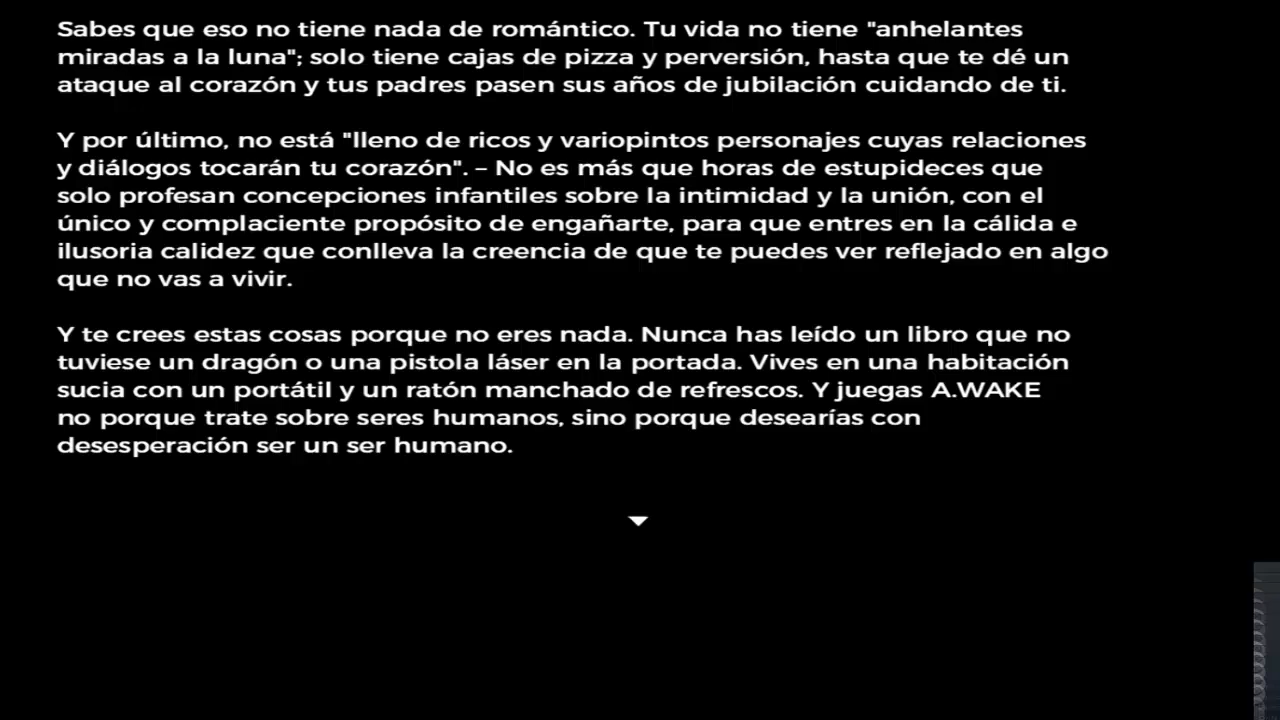 Sabes que eso no tiene nada de romántico. Tu vida no tiene "anhelantes
miradas a la luna"; solo tiene cajas de pizza y perversión, hasta que te dé un
ataque al corazón y tus padres pasen sus años de jubilación cuidando de ti.
Y por último, no está "lleno de ricos y variopintos personajes cuyas relaciones
y diálogos tocarán tu corazón". – No es más que horas de estupideces que
solo profesan concepciones infantiles sobre la intimidad y la unión, con el
único y complaciente propósito de engañarte, para que entres en la cálida e
ilusoria calidez que conlleva la creencia de que te puedes ver reflejado en algo
que no vas a vivir.
Y te crees estas cosas porque no eres nada. Nunca has leído un libro que no
tuviese un dragón o una pistola láser en la portada. Vives en una habitación
sucia con un portátil y un ratón manchado de refrescos. Y juegas A.WAKE
no porque trate sobre seres humanos, sino porque desearías con
desesperación ser un ser humano.